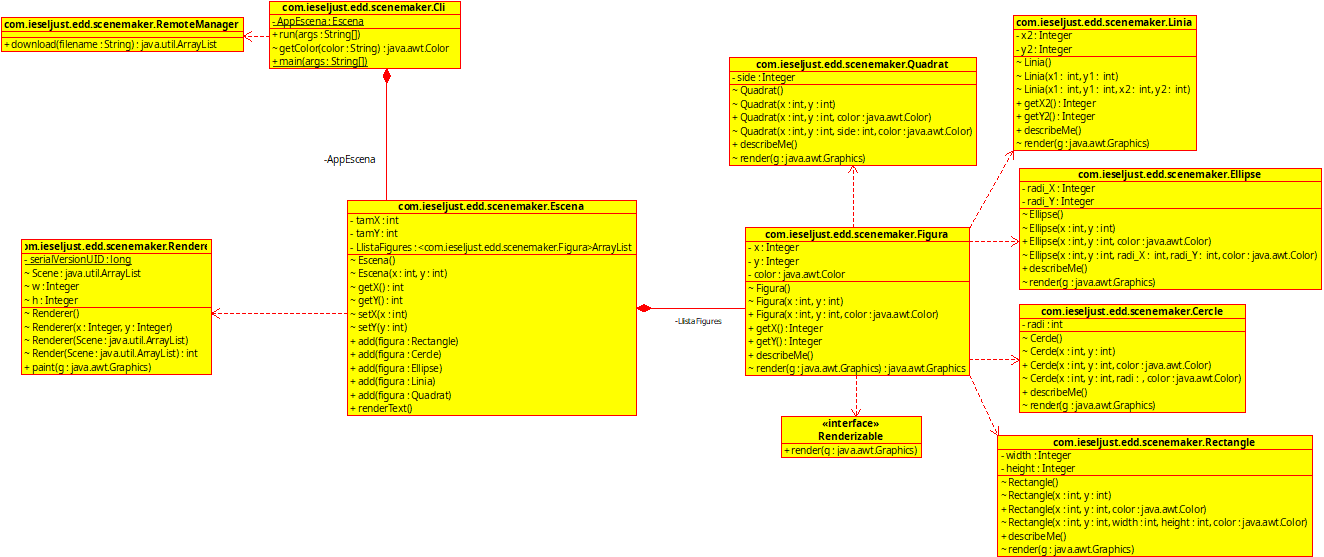 com.ieseljust.edd.scenemaker.RemoteManager
+ download(filename : String) : java.util.ArrayList
com.ieseljust.edd.scenemaker.Cli
- AppEscena : Escena
+ run(args : String[])
~ getColor(color : String) : java.awt.Color
+ main(args : String[])
-AppEscena
com.ieseljust.edd.scenemaker.Escena
- tamX : int
- tamY : int
- LlistaFigures : <com.ieseljust.edd.scenemaker.Figura>ArrayList
~ Escena()
~ Escena(x : int, y : int)
~ getX() : int
~ getY() : int
~ setX(x : int)
~ setY(y : int)
+ add(figura : Rectangle)
+ add(figura : Cercle)
+ add(figura : Ellipse)
+ add(figura : Linia)
+ add(figura : Quadrat)
+ renderText()
om.ieseljust.edd.scenemaker.Rendere
- serialVersionUID : long
~ Scene : java.util.ArrayList
~ w : Integer
~ h : Integer
~ Renderer()
~ Renderer(x : Integer, y : Integer)
~ Renderer(Scene : java.util.ArrayList)
~ Render(Scene : java.util.ArrayList) : int
+ paint(g : java.awt.Graphics)
-LlistaFigures
com.ieseljust.edd.scenemaker.Quadrat
- side : Integer
~ Quadrat()
~ Quadrat(x : int, y : int)
+ Quadrat(x : int, y : int, color : java.awt.Color)
~ Quadrat(x : int, y : int, side : int, color : java.awt.Color)
+ describeMe()
~ render(g : java.awt.Graphics)
com.ieseljust.edd.scenemaker.Figura
- x : Integer
- y : Integer
- color : java.awt.Color
~ Figura()
~ Figura(x : int, y : int)
+ Figura(x : int, y : int, color : java.awt.Color)
+ getX() : Integer
+ getY() : Integer
+ describeMe()
~ render(g : java.awt.Graphics) : java.awt.Graphics
«interface»
Renderizable
+ render(g : java.awt.Graphics)
com.ieseljust.edd.scenemaker.Linia
- x2 : Integer
- y2 : Integer
~ Linia()
~ Linia(x1 : int, y1 : int)
~ Linia(x1 : int, y1 : int, x2 : int, y2 : int)
+ getX2() : Integer
+ getY2() : Integer
+ describeMe()
~ render(g : java.awt.Graphics)
com.ieseljust.edd.scenemaker.Ellipse
- radi_X : Integer
- radi_Y : Integer
~ Ellipse()
~ Ellipse(x : int, y : int)
+ Ellipse(x : int, y : int, color : java.awt.Color)
~ Ellipse(x : int, y : int, radi_X : int, radi_Y : int, color : java.awt.Color)
+ describeMe()
~ render(g : java.awt.Graphics)
com.ieseljust.edd.scenemaker.Cercle
- radi : int
~ Cercle()
~ Cercle(x : int, y : int)
+ Cercle(x : int, y : int, color : java.awt.Color)
~ Cercle(x : int, y : int, radi : , color : java.awt.Color)
+ describeMe()
~ render(g : java.awt.Graphics)
com.ieseljust.edd.scenemaker.Rectangle
- width : Integer
- height : Integer
~ Rectangle()
~ Rectangle(x : int, y : int)
+ Rectangle(x : int, y : int, color : java.awt.Color)
~ Rectangle(x : int, y : int, width : int, height : int, color : java.awt.Color)
+ describeMe()
~ render(g : java.awt.Graphics)